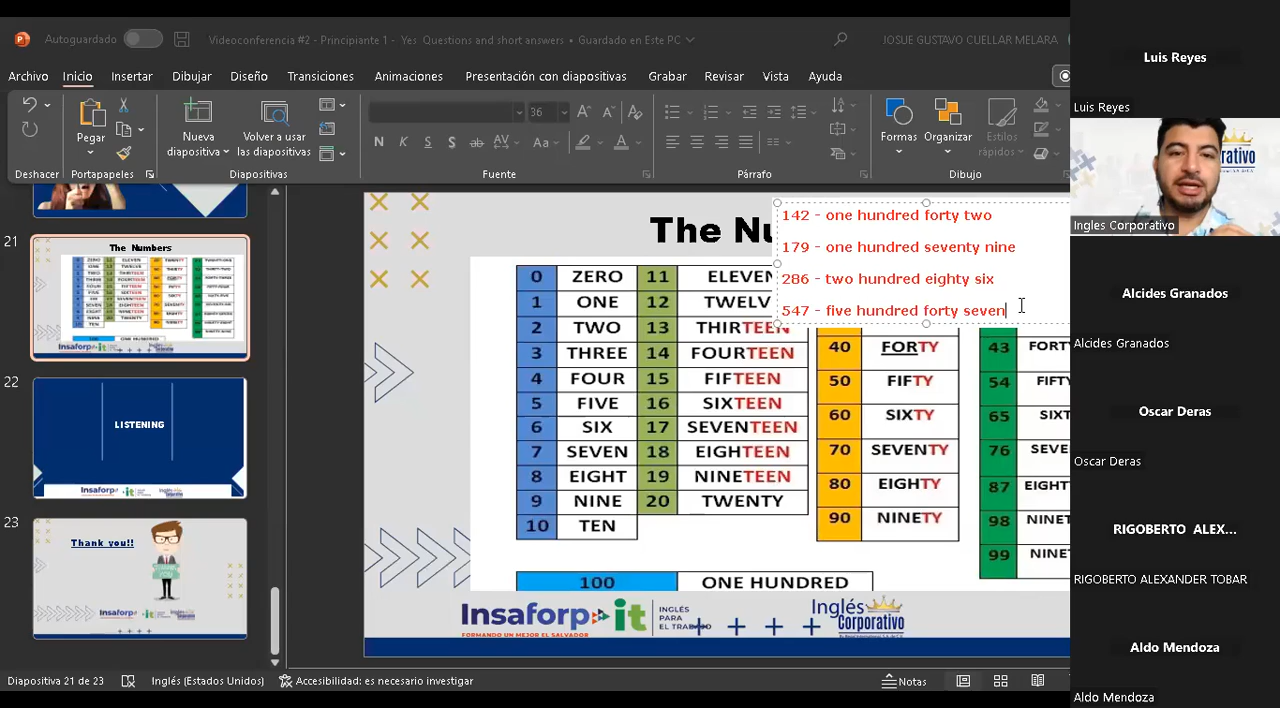 Autoguardado
Videoconferencia #2 - Principiante 1 - Yes Questions and short answers • Guardado en Este PC
JOSUE GUSTAVO CUELLAR MELARA
Archivo Inicio Insertar Dibujar Diseño Transiciones Animaciones Presentación con diapositivas Grabar Revisar Vista Ayuda
Pegar
Nueva diapositiva
Volver a usar las diapositivas
36
N K S S ab AV Aa A
Formas
Organizar
Estilos rápidos
Deshacer Portapapeles Diapositivas Fuente Párrafo Dibujo
21
The Numbers
22
LISTENING
23
Thank you!!
The Nu
142 - one hundred forty two
179 - one hundred seventy nine
286 - two hundred eighty six
547 - five hundred forty seven
0 ZERO 11 ELEVEN
1 ONE 12 TWELV
2 TWO 13 THIRTEEN
3 THREE 14 FOURTEEN 40 FORTY 43 FORT
4 FOUR 15 FIFTEEN 50 FIFTY 54 FIFTY
5 FIVE 16 SIXTEEN 60 SIXTY 65 SIXT
6 SIX 17 SEVENTEEN 70 SEVENTY 76 SEVE
7 SEVEN 18 EIGHTEEN 80 EIGHTY 87 EIGHT
8 EIGHT 19 NINETEEN 90 NINETY 98 NINET
9 NINE 20 TWENTY 99 NINET
10 TEN
100 ONE HUNDRED
Insaforp it
FORMANDO UN MEJOR EL SALVADOR
INGLÉS
PARA
EL TRABAJO
Inglés
Corporativo
Diapositiva 21 de 23
Inglés (Estados Unidos)
Accesibilidad: es necesario investigar
Notas
Luis Reyes
Luis Reyes
Ingles Corporativo
Alcides Granados
Alcides Granados
Oscar Deras
Oscar Deras
RIGOBERTO ALEX...
RIGOBERTO ALEXANDER TOBAR
Aldo Mendoza
Aldo Mendoza